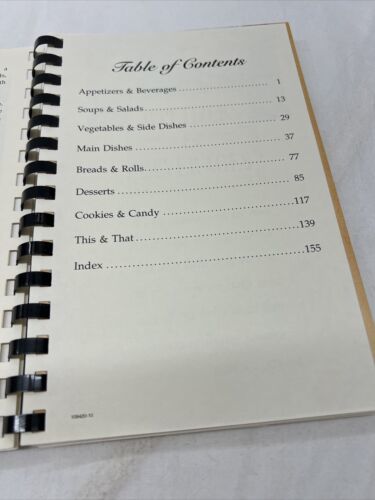 Table of Contents
Appetizers & Beverages ........................ 1
Soups & Salads ................................ 13
Vegetables & Side Dishes ...................... 29
Main Dishes ................................... 37
Breads & Rolls ................................ 77
Desserts ...................................... 85
Cookies & Candy ............................... 117
This & That ................................... 139
Index ......................................... 155